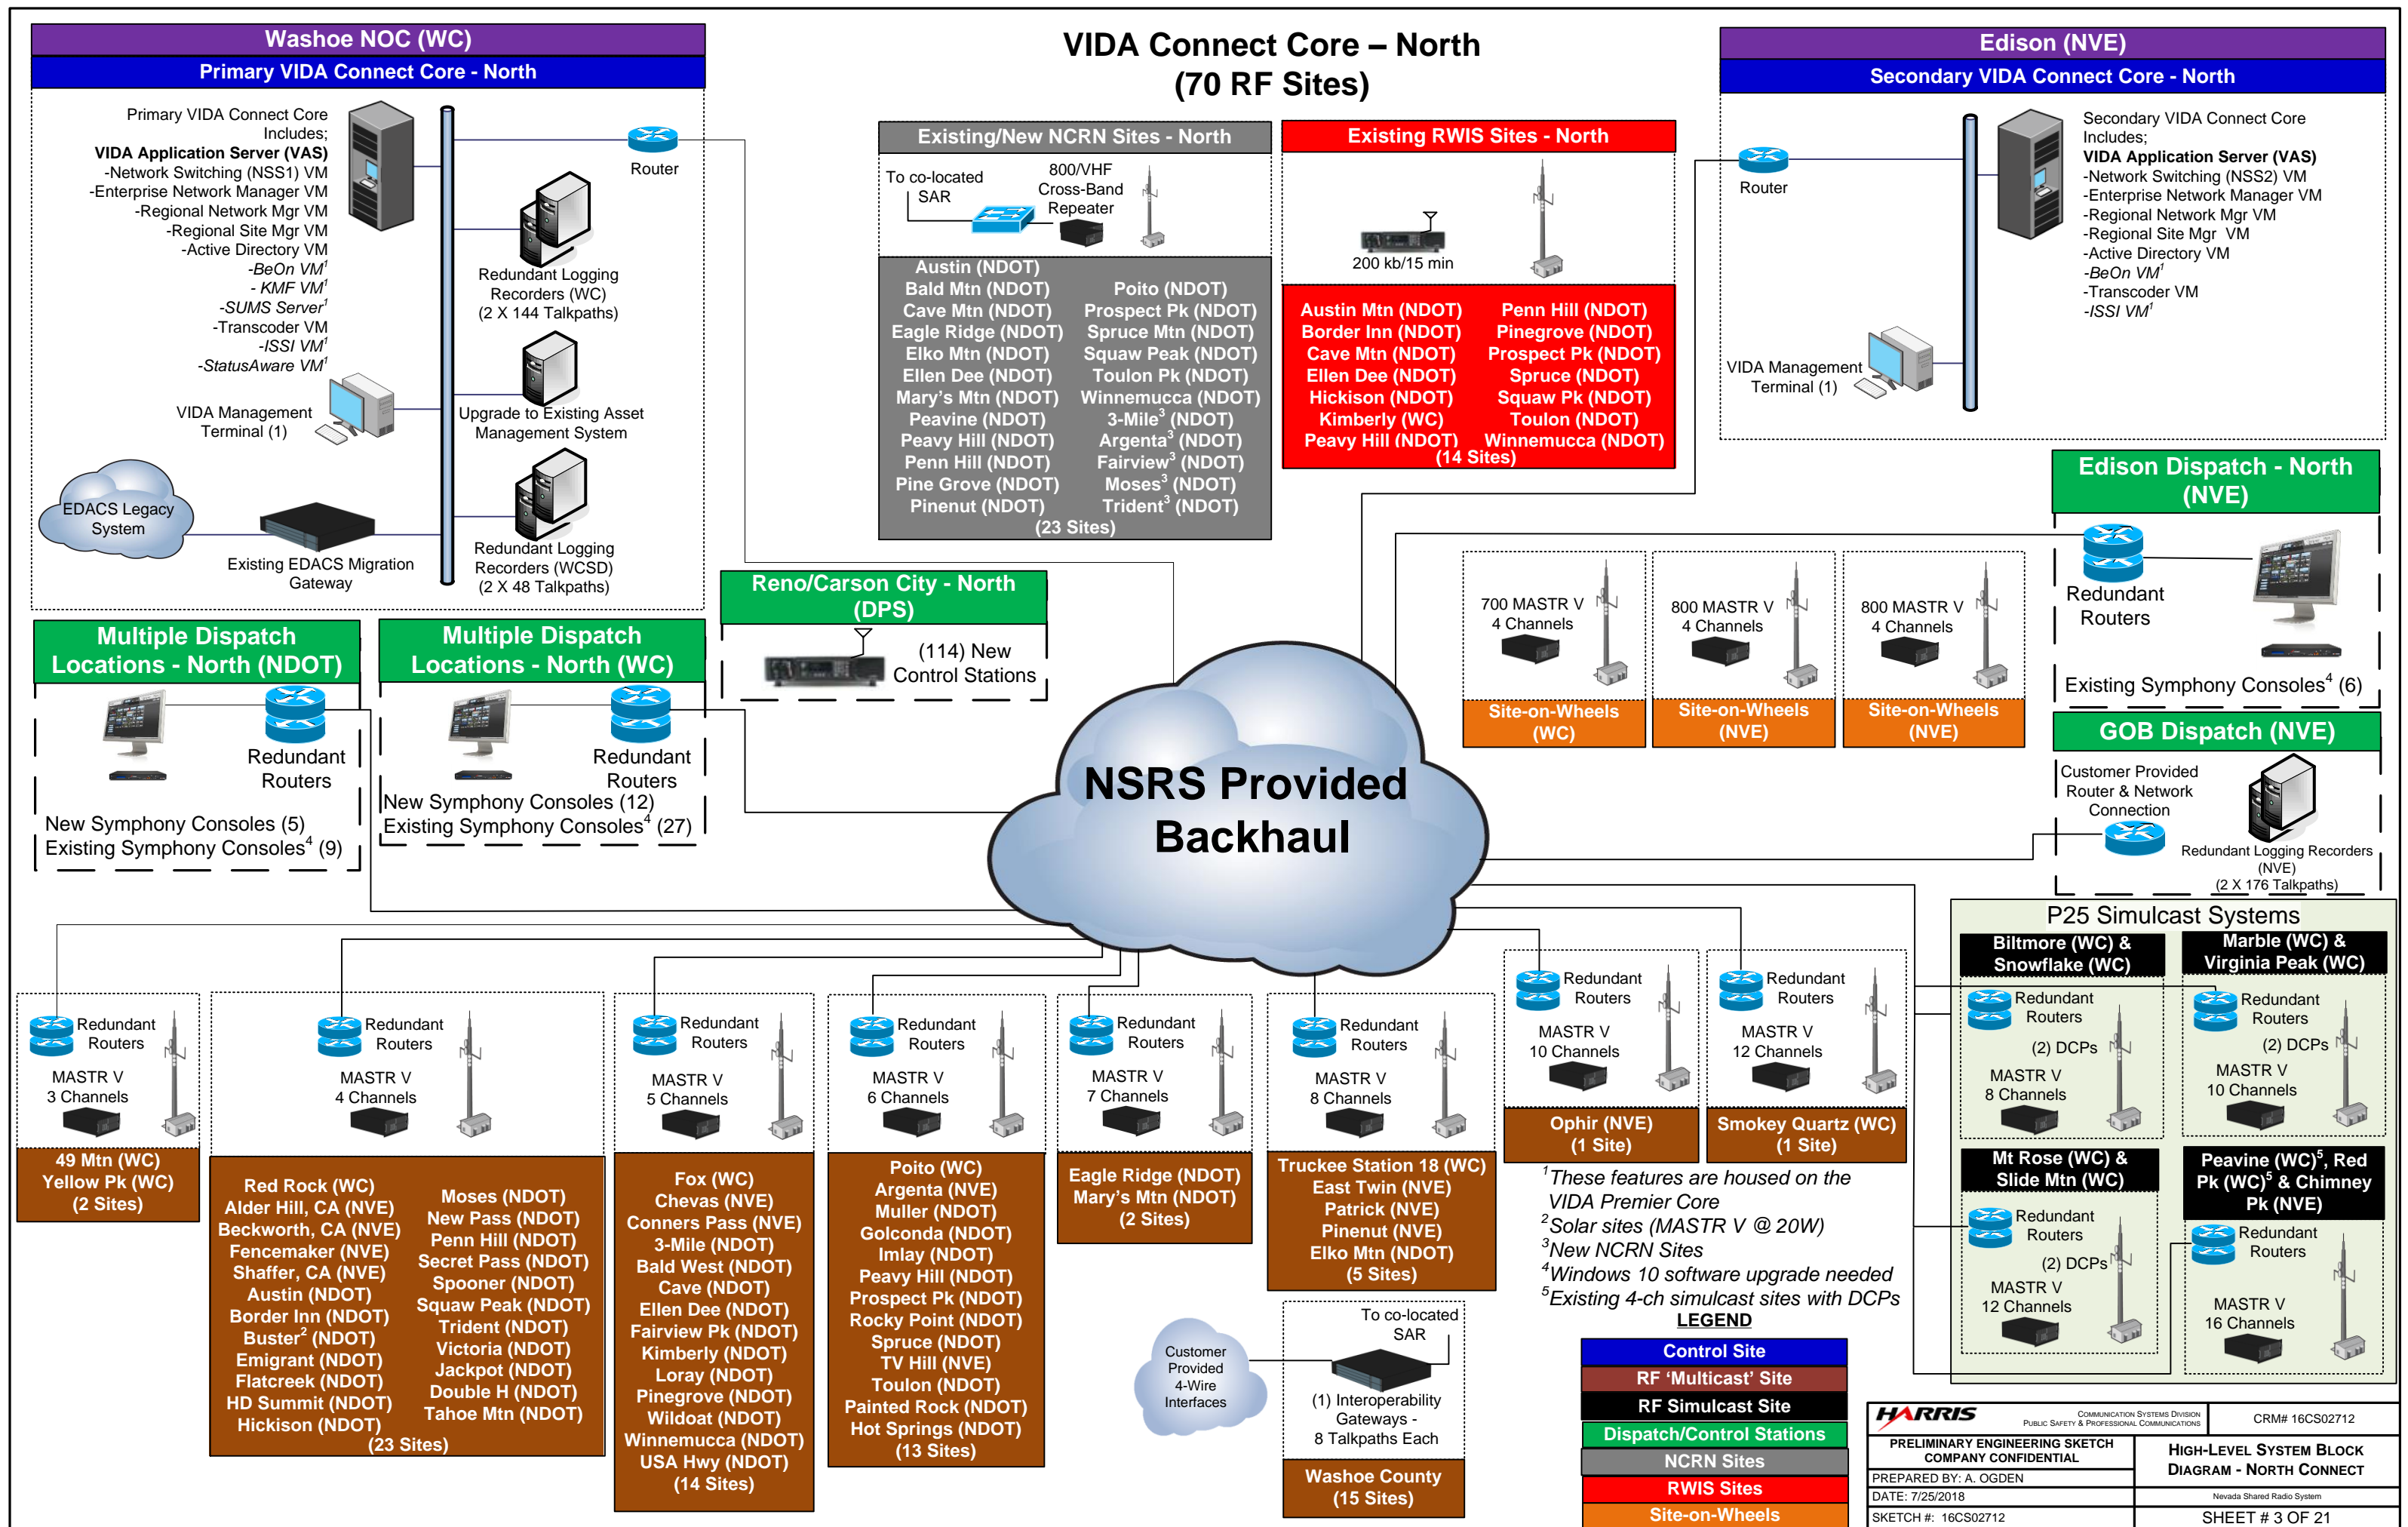 VIDA Connect Core – North
(70 RF Sites)
Washoe NOC (WC)
Primary VIDA Connect Core - North
Primary VIDA Connect Core
Includes;
VIDA Application Server (VAS)
-Network Switching (NSS1) VM
-Enterprise Network Manager VM
-Regional Network Mgr VM
-Regional Site Mgr VM
-Active Directory VM
-BeOn VM1
- KMF VM1
-SUMS Server1
-Transcoder VM
-ISSI VM1
-StatusAware VM1
VIDA Management
Terminal (1)
EDACS Legacy
System
Existing EDACS Migration
Gateway
Router
Redundant Logging
Recorders (WC)
(2 X 144 Talkpaths)
Upgrade to Existing Asset
Management System
Redundant Logging
Recorders (WCSD)
(2 X 48 Talkpaths)
Existing/New NCRN Sites - North
To co-located
SAR
800/VHF
Cross-Band
Repeater
Austin (NDOT)
Bald Mtn (NDOT)
Cave Mtn (NDOT)
Eagle Ridge (NDOT)
Elko Mtn (NDOT)
Ellen Dee (NDOT)
Mary's Mtn (NDOT)
Peavine (NDOT)
Peavy Hill (NDOT)
Penn Hill (NDOT)
Pine Grove (NDOT)
Pinenut (NDOT)
Poito (NDOT)
Prospect Pk (NDOT)
Spruce Mtn (NDOT)
Squaw Peak (NDOT)
Toulon Pk (NDOT)
Winnemucca (NDOT)
3-Mile3 (NDOT)
Argenta3 (NDOT)
Fairview3 (NDOT)
Moses3 (NDOT)
Trident3 (NDOT)
(23 Sites)
Existing RWIS Sites - North
200 kb/15 min
Austin Mtn (NDOT)
Border Inn (NDOT)
Cave Mtn (NDOT)
Ellen Dee (NDOT)
Hickison (NDOT)
Kimberly (WC)
Peavy Hill (NDOT)
Penn Hill (NDOT)
Pinegrove (NDOT)
Prospect Pk (NDOT)
Spruce (NDOT)
Squaw Pk (NDOT)
Toulon (NDOT)
Winnemucca (NDOT)
(14 Sites)
Edison (NVE)
Secondary VIDA Connect Core - North
Router
Secondary VIDA Connect Core
Includes;
VIDA Application Server (VAS)
-Network Switching (NSS2) VM
-Enterprise Network Manager VM
-Regional Network Mgr VM
-Regional Site Mgr  VM
-Active Directory VM
-BeOn VM1
-Transcoder VM
-ISSI VM1
VIDA Management
Terminal (1)
Multiple Dispatch
Locations - North (NDOT)
Redundant
Routers
New Symphony Consoles (5)
Existing Symphony Consoles4 (9)
Multiple Dispatch
Locations - North (WC)
Redundant
Routers
New Symphony Consoles (12)
Existing Symphony Consoles4 (27)
Reno/Carson City - North
(DPS)
(114) New
Control Stations
NSRS Provided
Backhaul
700 MASTR V
4 Channels
Site-on-Wheels
(WC)
800 MASTR V
4 Channels
Site-on-Wheels
(NVE)
800 MASTR V
4 Channels
Site-on-Wheels
(NVE)
Edison Dispatch - North
(NVE)
Redundant
Routers
Existing Symphony Consoles4 (6)
GOB Dispatch (NVE)
Customer Provided
Router & Network
Connection
Redundant Logging Recorders
(NVE)
(2 X 176 Talkpaths)
Redundant
Routers
MASTR V
3 Channels
49 Mtn (WC)
Yellow Pk (WC)
(2 Sites)
Redundant
Routers
MASTR V
4 Channels
Red Rock (WC)
Alder Hill, CA (NVE)
Beckworth, CA (NVE)
Fencemaker (NVE)
Shaffer, CA (NVE)
Austin (NDOT)
Border Inn (NDOT)
Buster2 (NDOT)
Emigrant (NDOT)
Flatcreek (NDOT)
HD Summit (NDOT)
Hickison (NDOT)
Moses (NDOT)
New Pass (NDOT)
Penn Hill (NDOT)
Secret Pass (NDOT)
Spooner (NDOT)
Squaw Peak (NDOT)
Trident (NDOT)
Victoria (NDOT)
Jackpot (NDOT)
Double H (NDOT)
Tahoe Mtn (NDOT)
(23 Sites)
Redundant
Routers
MASTR V
5 Channels
Fox (WC)
Chevas (NVE)
Conners Pass (NVE)
3-Mile (NDOT)
Bald West (NDOT)
Cave (NDOT)
Ellen Dee (NDOT)
Fairview Pk (NDOT)
Kimberly (NDOT)
Loray (NDOT)
Pinegrove (NDOT)
Wildoat (NDOT)
Winnemucca (NDOT)
USA Hwy (NDOT)
(14 Sites)
Redundant
Routers
MASTR V
6 Channels
Poito (WC)
Argenta (NVE)
Muller (NDOT)
Golconda (NDOT)
Imlay (NDOT)
Peavy Hill (NDOT)
Prospect Pk (NDOT)
Rocky Point (NDOT)
Spruce (NDOT)
TV Hill (NVE)
Toulon (NDOT)
Painted Rock (NDOT)
Hot Springs (NDOT)
(13 Sites)
Redundant
Routers
MASTR V
7 Channels
Eagle Ridge (NDOT)
Mary's Mtn (NDOT)
(2 Sites)
Redundant
Routers
MASTR V
8 Channels
Truckee Station 18 (WC)
East Twin (NVE)
Patrick (NVE)
Pinenut (NVE)
Elko Mtn (NDOT)
(5 Sites)
Redundant
Routers
MASTR V
10 Channels
Ophir (NVE)
(1 Site)
Redundant
Routers
MASTR V
12 Channels
Smokey Quartz (WC)
(1 Site)
Customer
Provided
4-Wire
Interfaces
To co-located
SAR
(1) Interoperability
Gateways -
8 Talkpaths Each
Washoe County
(15 Sites)
P25 Simulcast Systems
Biltmore (WC) &
Snowflake (WC)
Redundant
Routers
(2) DCPs
MASTR V
8 Channels
Marble (WC) &
Virginia Peak (WC)
Redundant
Routers
(2) DCPs
MASTR V
10 Channels
Mt Rose (WC) &
Slide Mtn (WC)
Redundant
Routers
(2) DCPs
MASTR V
12 Channels
Peavine (WC)5, Red
Pk (WC)5 & Chimney
Pk (NVE)
Redundant
Routers
MASTR V
16 Channels
1These features are housed on the
VIDA Premier Core
2Solar sites (MASTR V @ 20W)
3New NCRN Sites
4Windows 10 software upgrade needed
5Existing 4-ch simulcast sites with DCPs
LEGEND
Control Site
RF 'Multicast' Site
RF Simulcast Site
Dispatch/Control Stations
NCRN Sites
RWIS Sites
Site-on-Wheels
HARRIS
COMMUNICATION SYSTEMS DIVISION
PUBLIC SAFETY & PROFESSIONAL COMMUNICATIONS
CRM# 16CS02712
PRELIMINARY ENGINEERING SKETCH
COMPANY CONFIDENTIAL
HIGH-LEVEL SYSTEM BLOCK
DIAGRAM - NORTH CONNECT
PREPARED BY: A. OGDEN
DATE: 7/25/2018
Nevada Shared Radio System
SKETCH #:  16CS02712
SHEET # 3 OF 21